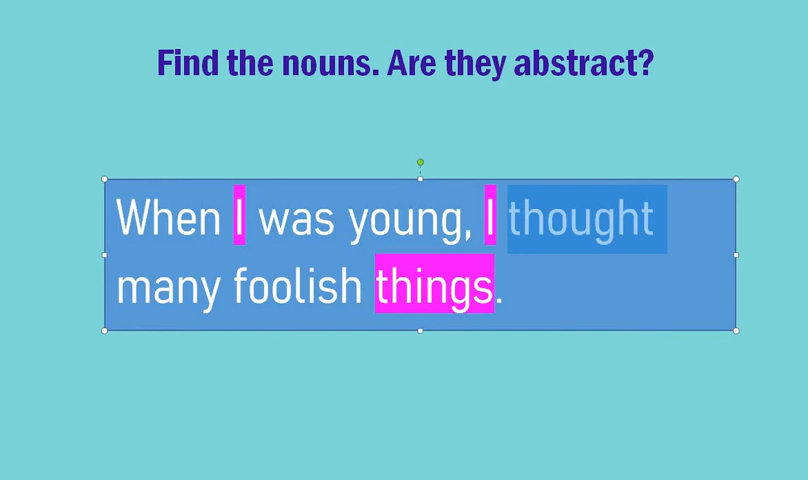 Find the nouns. Are they abstract?
When I was young, I thought
many foolish things.